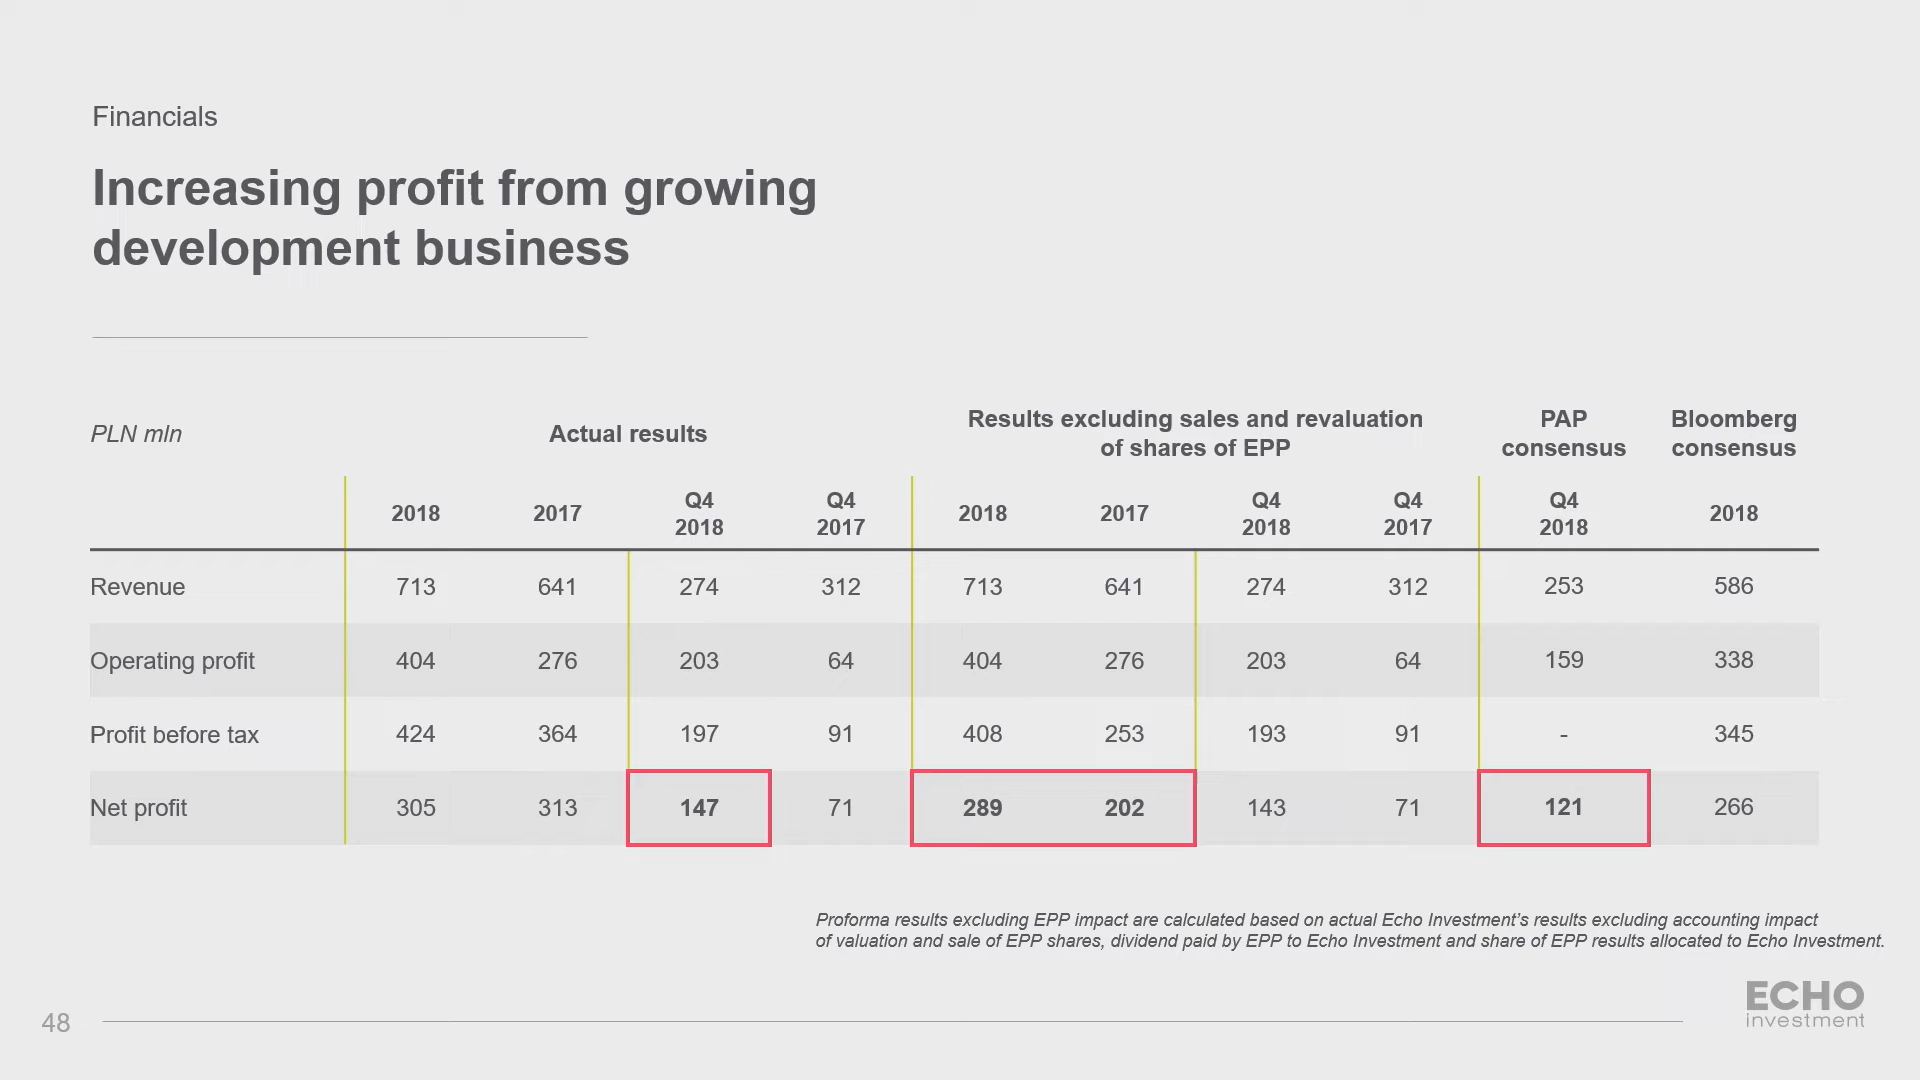 Financials
Increasing profit from growing
development business
PLN mln Actual results Results excluding sales and revaluation of shares of EPP PAP consensus Bloomberg consensus
2018 2017 Q4 2018 Q4 2017 2018 2017 Q4 2018 Q4 2017 Q4 2018 2018
Revenue 713 641 274 312 713 641 274 312 253 586
Operating profit 404 276 203 64 404 276 203 64 159 338
Profit before tax 424 364 197 91 408 253 193 91 - 345
Net profit 305 313 147 71 289 202 143 71 121 266
Proforma results excluding EPP impact are calculated based on actual Echo Investment’s results excluding accounting impact
of valuation and sale of EPP shares, dividend paid by EPP to Echo Investment and share of EPP results allocated to Echo Investment.
48
ECHO
investment